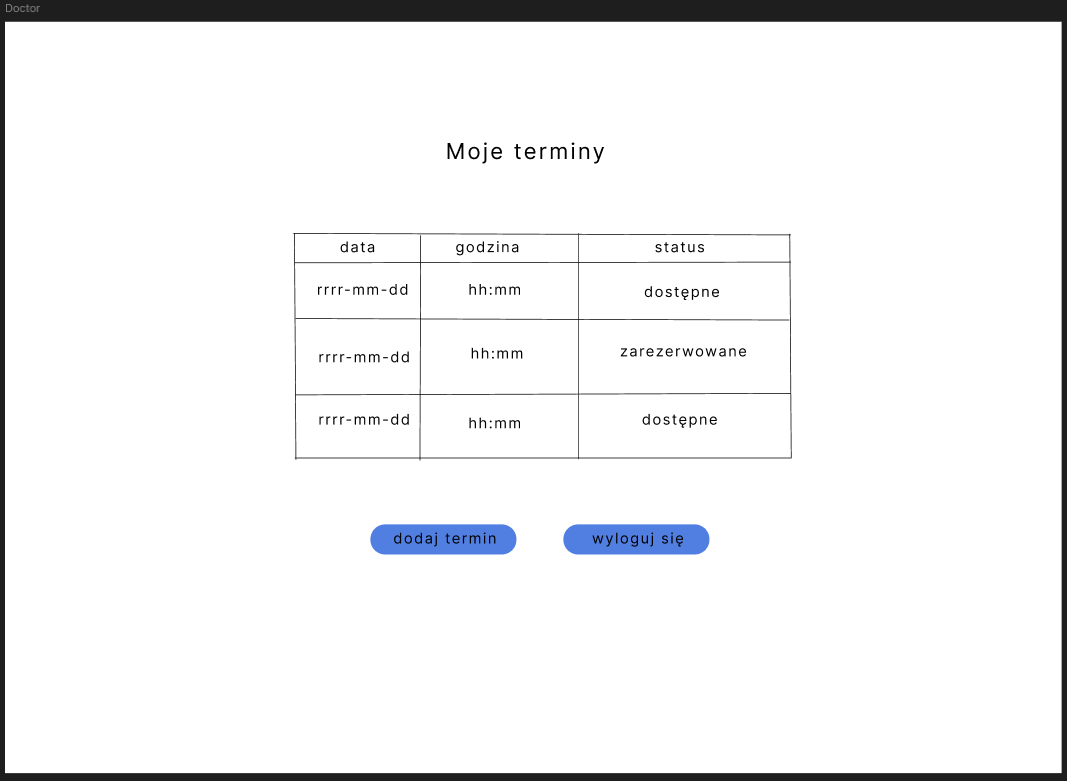 Doctor
Moje terminy
data godzina status
rrrr-mm-dd hh:mm dostępne
rrrr-mm-dd hh:mm zarezerwowane
rrrr-mm-dd hh:mm dostępne
dodaj termin wyloguj się